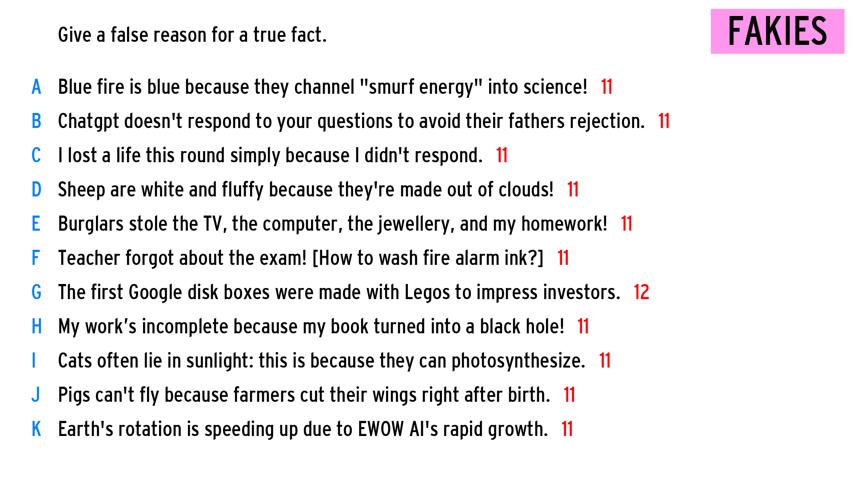 Give a false reason for a true fact.
FAKIES
A Blue fire is blue because they channel "smurf energy" into science! 11
B Chatgpt doesn't respond to your questions to avoid their fathers rejection. 11
C I lost a life this round simply because I didn't respond. 11
D Sheep are white and fluffy because they're made out of clouds! 11
E Burglars stole the TV, the computer, the jewellery, and my homework! 11
F Teacher forgot about the exam! [How to wash fire alarm ink?] 11
G The first Google disk boxes were made with Legos to impress investors. 12
H My work’s incomplete because my book turned into a black hole! 11
I Cats often lie in sunlight: this is because they can photosynthesize. 11
J Pigs can't fly because farmers cut their wings right after birth. 11
K Earth's rotation is speeding up due to EWOW AI's rapid growth. 11